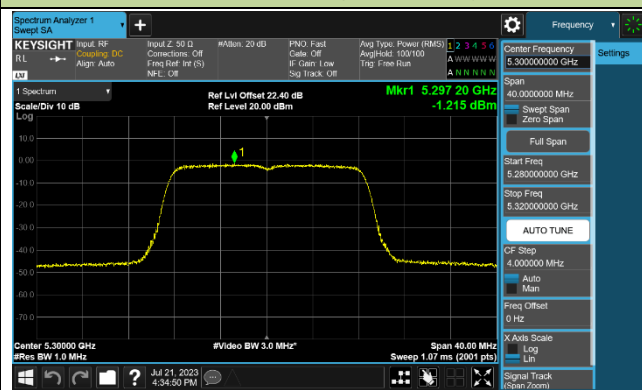 Spectrum Analyzer 1
Swept SA
Frequency
KEYSIGHT
Input: RF
Input Z: 50 Ω
#Atten: 20 dB
PNO: Fast
Avg Type: Power (RMS)
1 2 3 4 5 6
RL
Coupling: DC
Corrections: Off
Gate: Off
Avg|Hold: 100/100
A W W W W W
Align: Auto
Freq Ref: Int (S)
IF Gain: Low
Trig: Free Run
NFE: Off
Sig Track: Off
A N N N N N
LXI
1 Spectrum
Scale/Div 10 dB
Log
Ref Lvl Offset 22.40 dB
Ref Level 20.00 dBm
Mkr1 5.297 20 GHz
-1.215 dBm
1
10.0
0.00
-10.0
-20.0
-30.0
-40.0
-50.0
-60.0
-70.0
Center 5.30000 GHz
#Res BW 1.0 MHz
#Video BW 3.0 MHz*
Span 40.00 MHz
Sweep 1.07 ms (2001 pts)
Jul 21, 2023
4:34:50 PM
?
Center Frequency
5.300000000 GHz
Settings
Span
40.0000000 MHz
Swept Span
Zero Span
Full Span
Start Freq
5.280000000 GHz
Stop Freq
5.320000000 GHz
AUTO TUNE
CF Step
4.000000 MHz
Auto
Man
Freq Offset
0 Hz
X Axis Scale
Log
Lin
Signal Track
(Span Zoom)